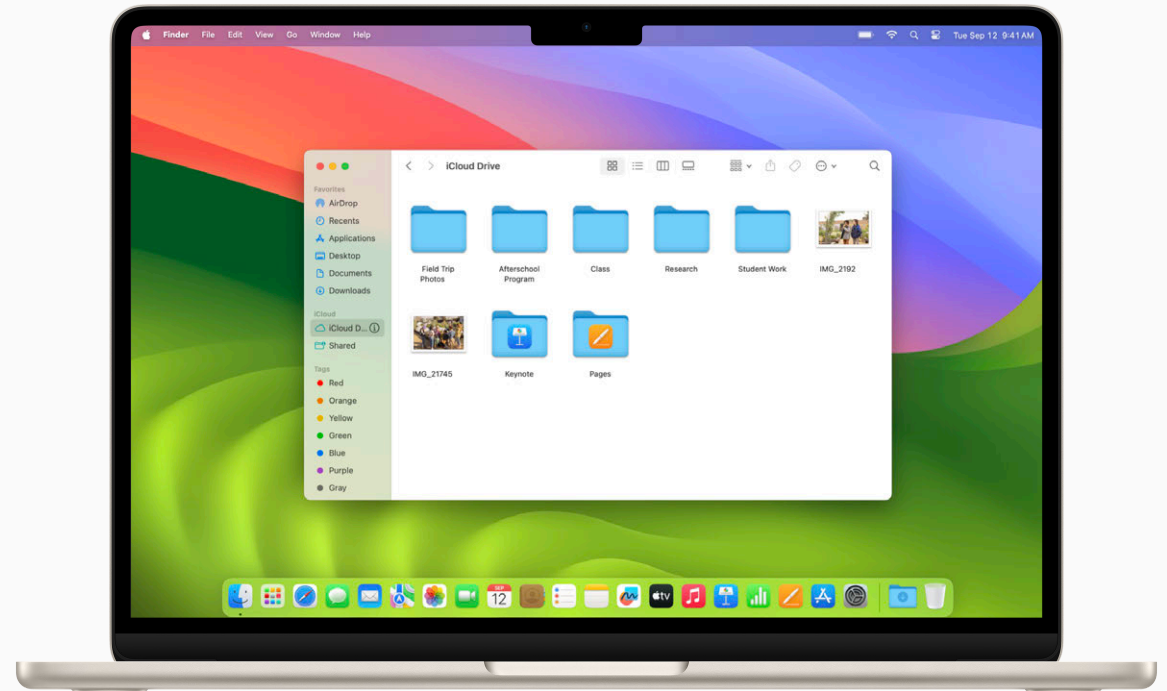 Finder File Edit View Go Window Help
Tue Sep 12 9:41 AM
iCloud Drive
Favorites
AirDrop
Recents
Applications
Desktop
Documents
Downloads
iCloud
iCloud D...
Shared
Tags
Red
Orange
Yellow
Green
Blue
Purple
Gray
Field Trip
Photos
Afterschool
Program
Class
Research
Student Work
IMG_2192
IMG_21745
Keynote
Pages
SEP
12
tv